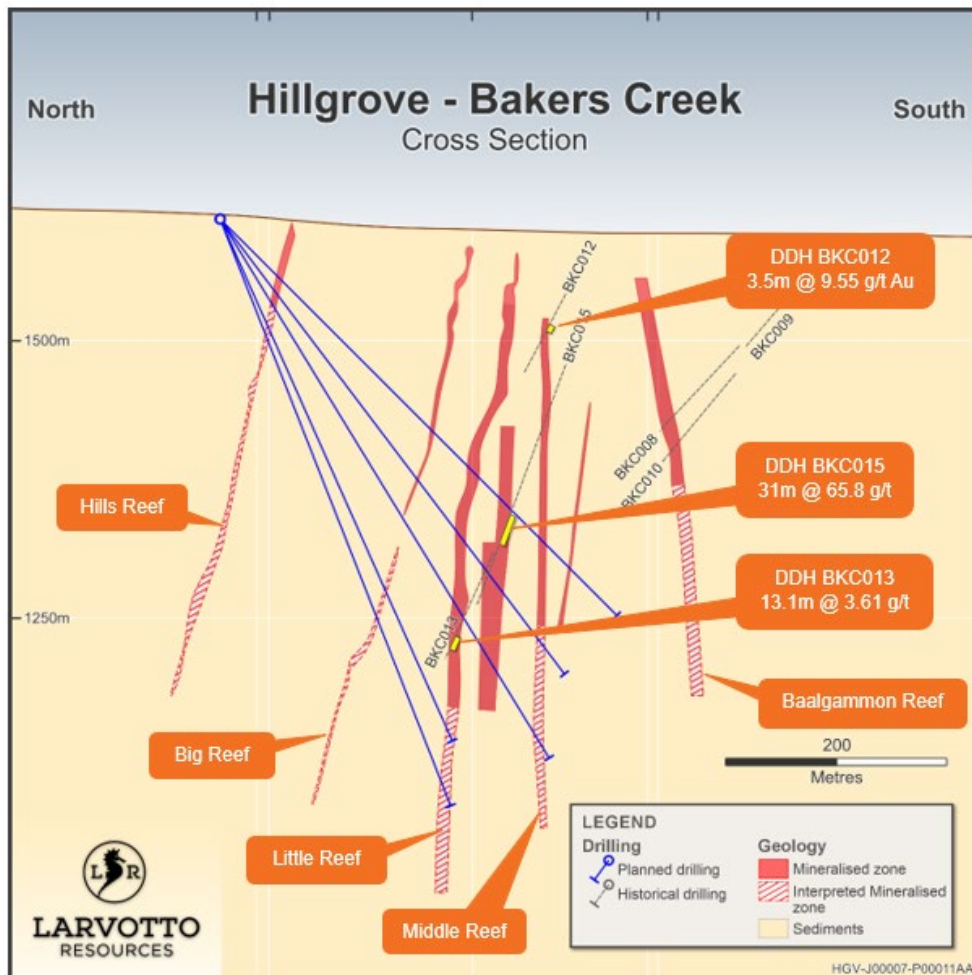 Hillgrove - Bakers Creek
Cross Section
North
South
DDH BKC012
3.5m @ 9.55 g/t Au
BKC012
BKC015
BKC009
1500m
BKC008
BKC010
DDH BKC015
31m @ 65.8 g/t
Hills Reef
DDH BKC013
13.1m @ 3.61 g/t
1250m
BKC013
Baalgammon Reef
Big Reef
200
Metres
Little Reef
Middle Reef
LEGEND
Drilling
Planned drilling
Historical drilling
Geology
Mineralised zone
Interpreted Mineralised
zone
Sediments
L R
LARVOTTO
RESOURCES
HGV-J00007-P00011AA